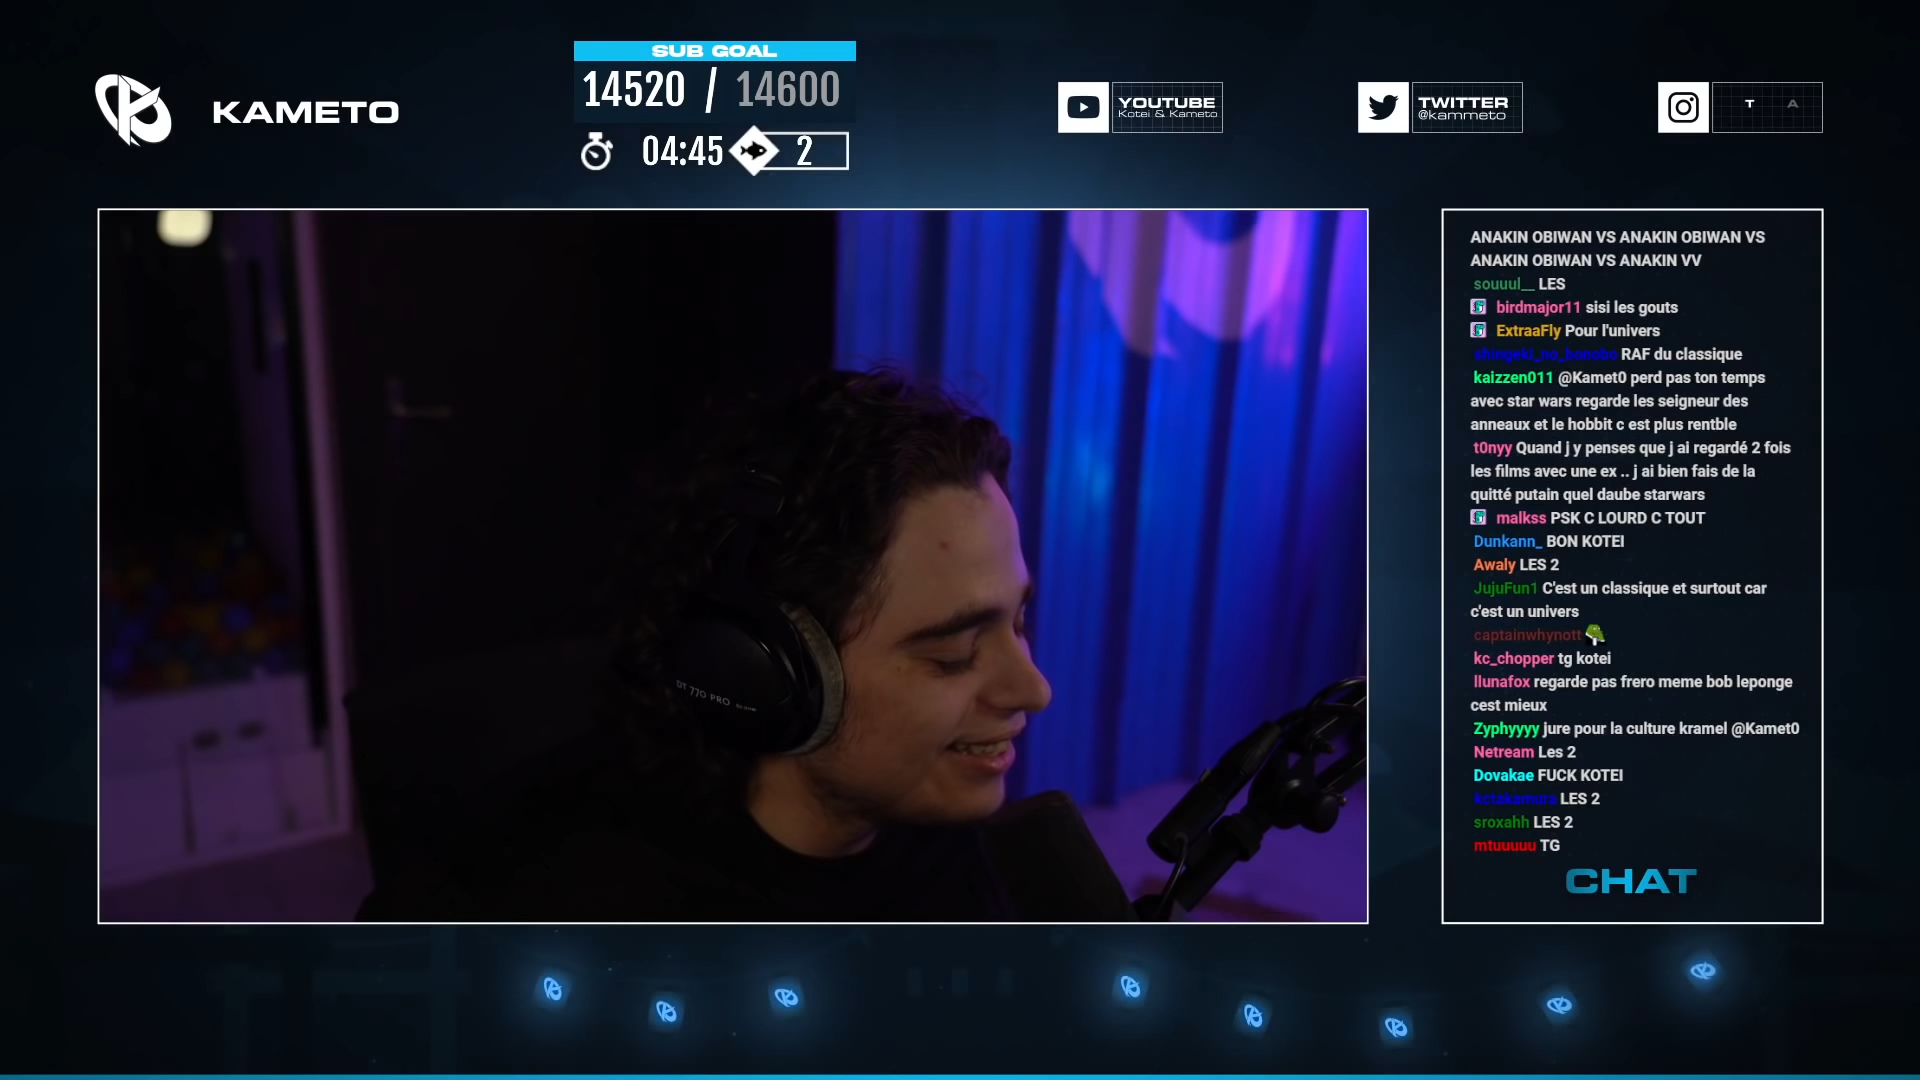 SUB GOAL
14520 / 14600
04:45 2
KAMETO
YOUTUBE
Kotei & Kameto
TWITTER
@kammeto
T A
ANAKIN OBIWAN VS ANAKIN OBIWAN VS
ANAKIN OBIWAN VS ANAKIN VV
souuul__ LES
birdmajor11 sisi les gouts
ExtraaFly Pour l'univers
shingeki_no_bonobo RAF du classique
kaizzen011 @Kamet0 perd pas ton temps
avec star wars regarde les seigneur des
anneaux et le hobbit c est plus rentble
t0nyy Quand j y penses que j ai regardé 2 fois
les films avec une ex .. j ai bien fais de la
quitté putain quel daube starwars
malkss PSK C LOURD C TOUT
Dunkann_ BON KOTEI
Awaly LES 2
JujuFun1 C'est un classique et surtout car
c'est un univers
captainwhynott
kc_chopper tg kotei
llunafox regarde pas frero meme bob leponge
cest mieux
Zyphyyyy jure pour la culture kramel @Kamet0
Netream Les 2
Dovakae FUCK KOTEI
kctakamura LES 2
sroxahh LES 2
mtuuuuu TG
CHAT
DT 770 PRO